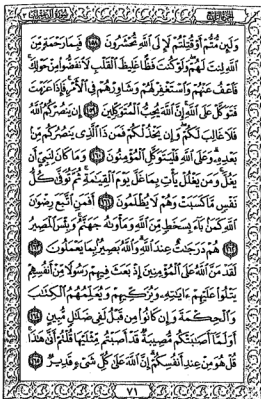 وَلَئِن مُّتُّمْ أَوْ قُتِلْتُمْ لَإِلَى ٱللَّهِ تُحْشَرُونَ ١٥٨ فَبِمَا رَحْمَةٍ مِّنَ
ٱللَّهِ لِنتَ لَهُمْ وَلَوْ كُنتَ فَظًّا غَلِيظَ ٱلْقَلْبِ لَٱنفَضُّوا۟ مِنْ حَوْلِكَ
فَٱعْفُ عَنْهُمْ وَٱسْتَغْفِرْ لَهُمْ وَشَاوِرْهُمْ فِى ٱلْأَمْرِ فَإِذَا عَزَمْتَ
فَتَوَكَّلْ عَلَى ٱللَّهِ إِنَّ ٱللَّهَ يُحِبُّ ٱلْمُتَوَكِّلِينَ ١٥٩ إِن يَنصُرْكُمُ ٱللَّهُ
فَلَا غَالِبَ لَكُمْ وَإِن يَخْذُلْكُمْ فَمَن ذَا ٱلَّذِى يَنصُرُكُم مِّنۢ
بَعْدِهِۦ وَعَلَى ٱللَّهِ فَلْيَتَوَكَّلِ ٱلْمُؤْمِنُونَ ١٦٠ وَمَا كَانَ لِنَبِىٍّ أَن
يَغُلَّ وَمَن يَغْلُلْ يَأْتِ بِمَا غَلَّ يَوْمَ ٱلْقِيَٰمَةِ ثُمَّ تُوَفَّىٰ كُلُّ
نَفْسٍ مَّا كَسَبَتْ وَهُمْ لَا يُظْلَمُونَ ١٦١ أَفَمَنِ ٱتَّبَعَ رِضْوَٰنَ
ٱللَّهِ كَمَنۢ بَآءَ بِسَخَطٍ مِّنَ ٱللَّهِ وَمَأْوَىٰهُ جَهَنَّمُ وَبِئْسَ ٱلْمَصِيرُ
١٦٢ هُمْ دَرَجَٰتٌ عِندَ ٱللَّهِ وَٱللَّهُ بَصِيرٌۢ بِمَا يَعْمَلُونَ ١٦٣
لَقَدْ مَنَّ ٱللَّهُ عَلَى ٱلْمُؤْمِنِينَ إِذْ بَعَثَ فِيهِمْ رَسُولًا مِّنْ أَنفُسِهِمْ
يَتْلُوا۟ عَلَيْهِمْ ءَايَٰتِهِۦ وَيُزَكِّيهِمْ وَيُعَلِّمُهُمُ ٱلْكِتَٰبَ
وَٱلْحِكْمَةَ وَإِن كَانُوا۟ مِن قَبْلُ لَفِى ضَلَٰلٍ مُّبِينٍ ١٦٤
أَوَلَمَّآ أَصَٰبَتْكُم مُّصِيبَةٌ قَدْ أَصَبْتُم مِّثْلَيْهَا قُلْتُمْ أَنَّىٰ هَٰذَا
قُلْ هُوَ مِنْ عِندِ أَنفُسِكُمْ إِنَّ ٱللَّهَ عَلَىٰ كُلِّ شَىْءٍ قَدِيرٌ ١٦٥
٧١